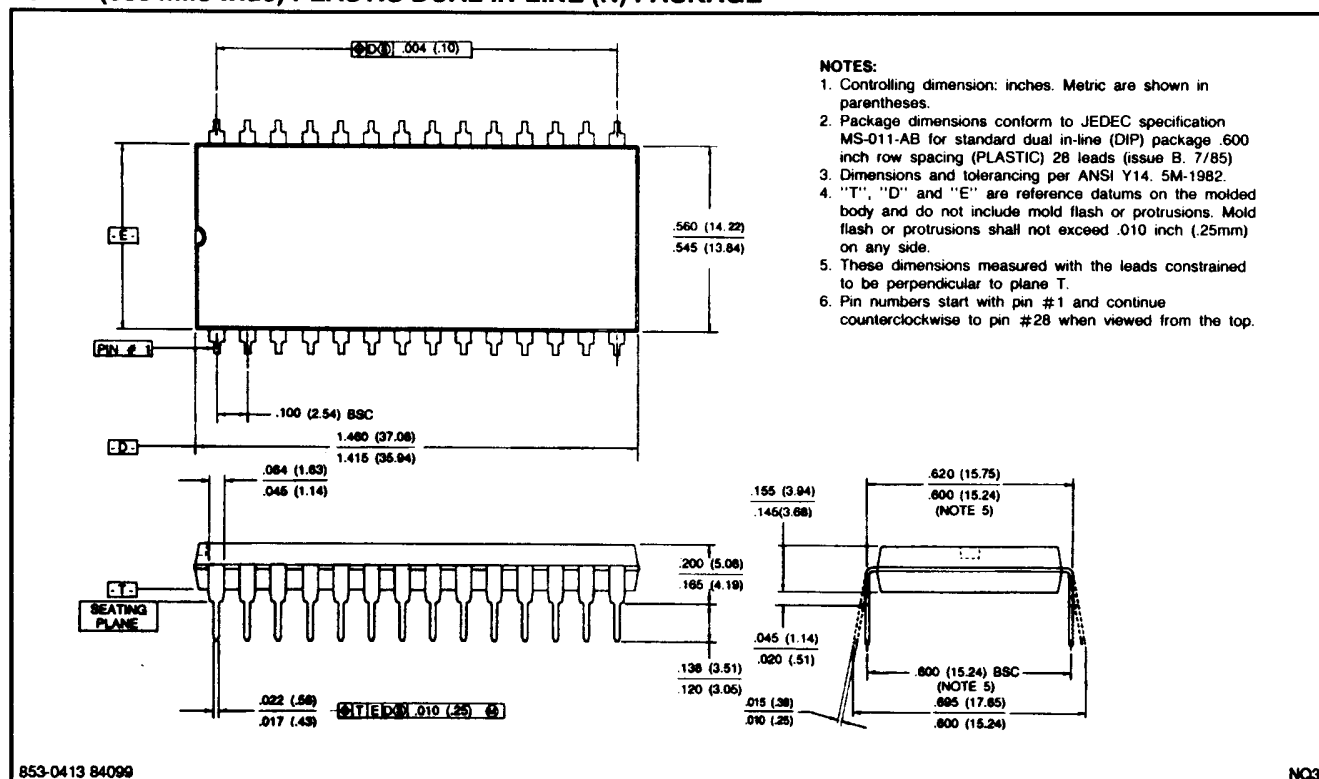 .004 (.10)
NOTES:
1. Controlling dimension: inches. Metric are shown in
parentheses.
2. Package dimensions conform to JEDEC specification
MS-011-AB for standard dual in-line (DIP) package .600
inch row spacing (PLASTIC) 28 leads (issue B. 7/85)
3. Dimensions and tolerancing per ANSI Y14. 5M-1982.
4. "T", "D" and "E" are reference datums on the molded
body and do not include mold flash or protrusions. Mold
flash or protrusions shall not exceed .010 inch (.25mm)
on any side.
5. These dimensions measured with the leads constrained
to be perpendicular to plane T.
6. Pin numbers start with pin #1 and continue
counterclockwise to pin #28 when viewed from the top.
-E-
.560 (14.22)
.545 (13.84)
PIN # 1
.100 (2.54) BSC
-D-
1.460 (37.08)
1.415 (35.94)
.064 (1.63)
.045 (1.14)
.155 (3.94)
.145(3.68)
.620 (15.75)
.600 (15.24)
(NOTE 5)
.200 (5.08)
.165 (4.19)
-T-
SEATING
PLANE
.045 (1.14)
.020 (.51)
.138 (3.51)
.120 (3.05)
.600 (15.24) BSC
(NOTE 5)
.022 (.56)
.017 (.43)
T E D S .010 (.25) M
.015 (.38)
.010 (.25)
.695 (17.65)
.600 (15.24)
853-0413 84099
NQ3